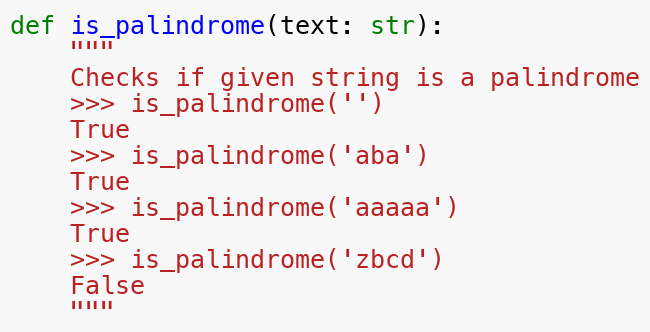 def is_palindrome(text: str):
    """
    Checks if given string is a palindrome
    >>> is_palindrome('')
    True
    >>> is_palindrome('aba')
    True
    >>> is_palindrome('aaaaa')
    True
    >>> is_palindrome('zbcd')
    False
    """